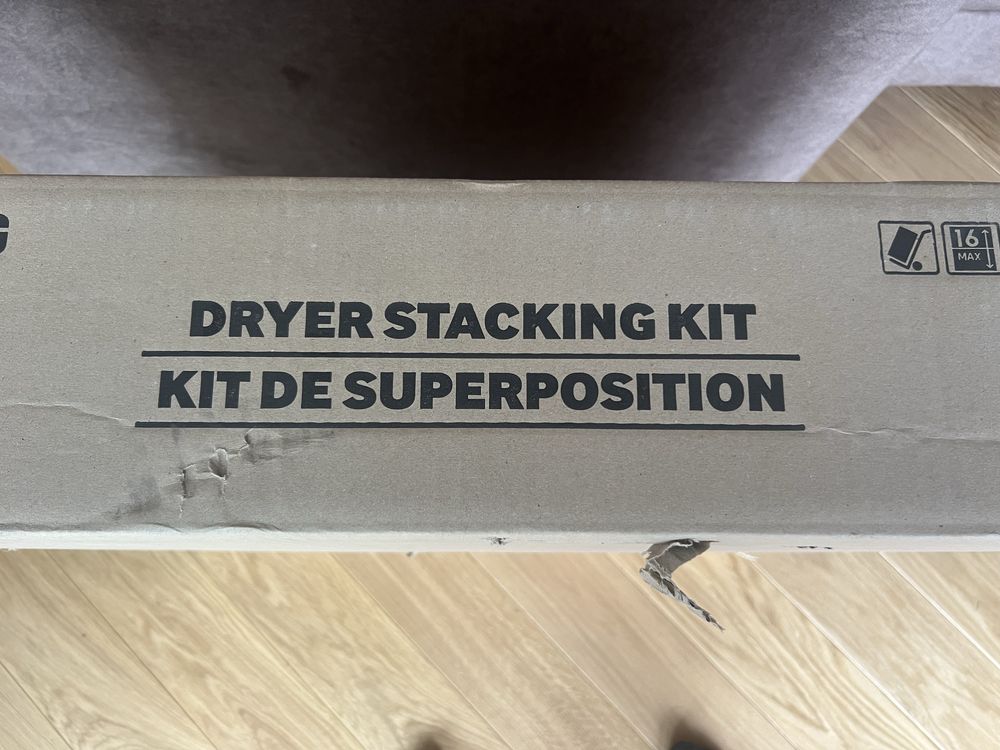 16
MAX
DRYER STACKING KIT
KIT DE SUPERPOSITION